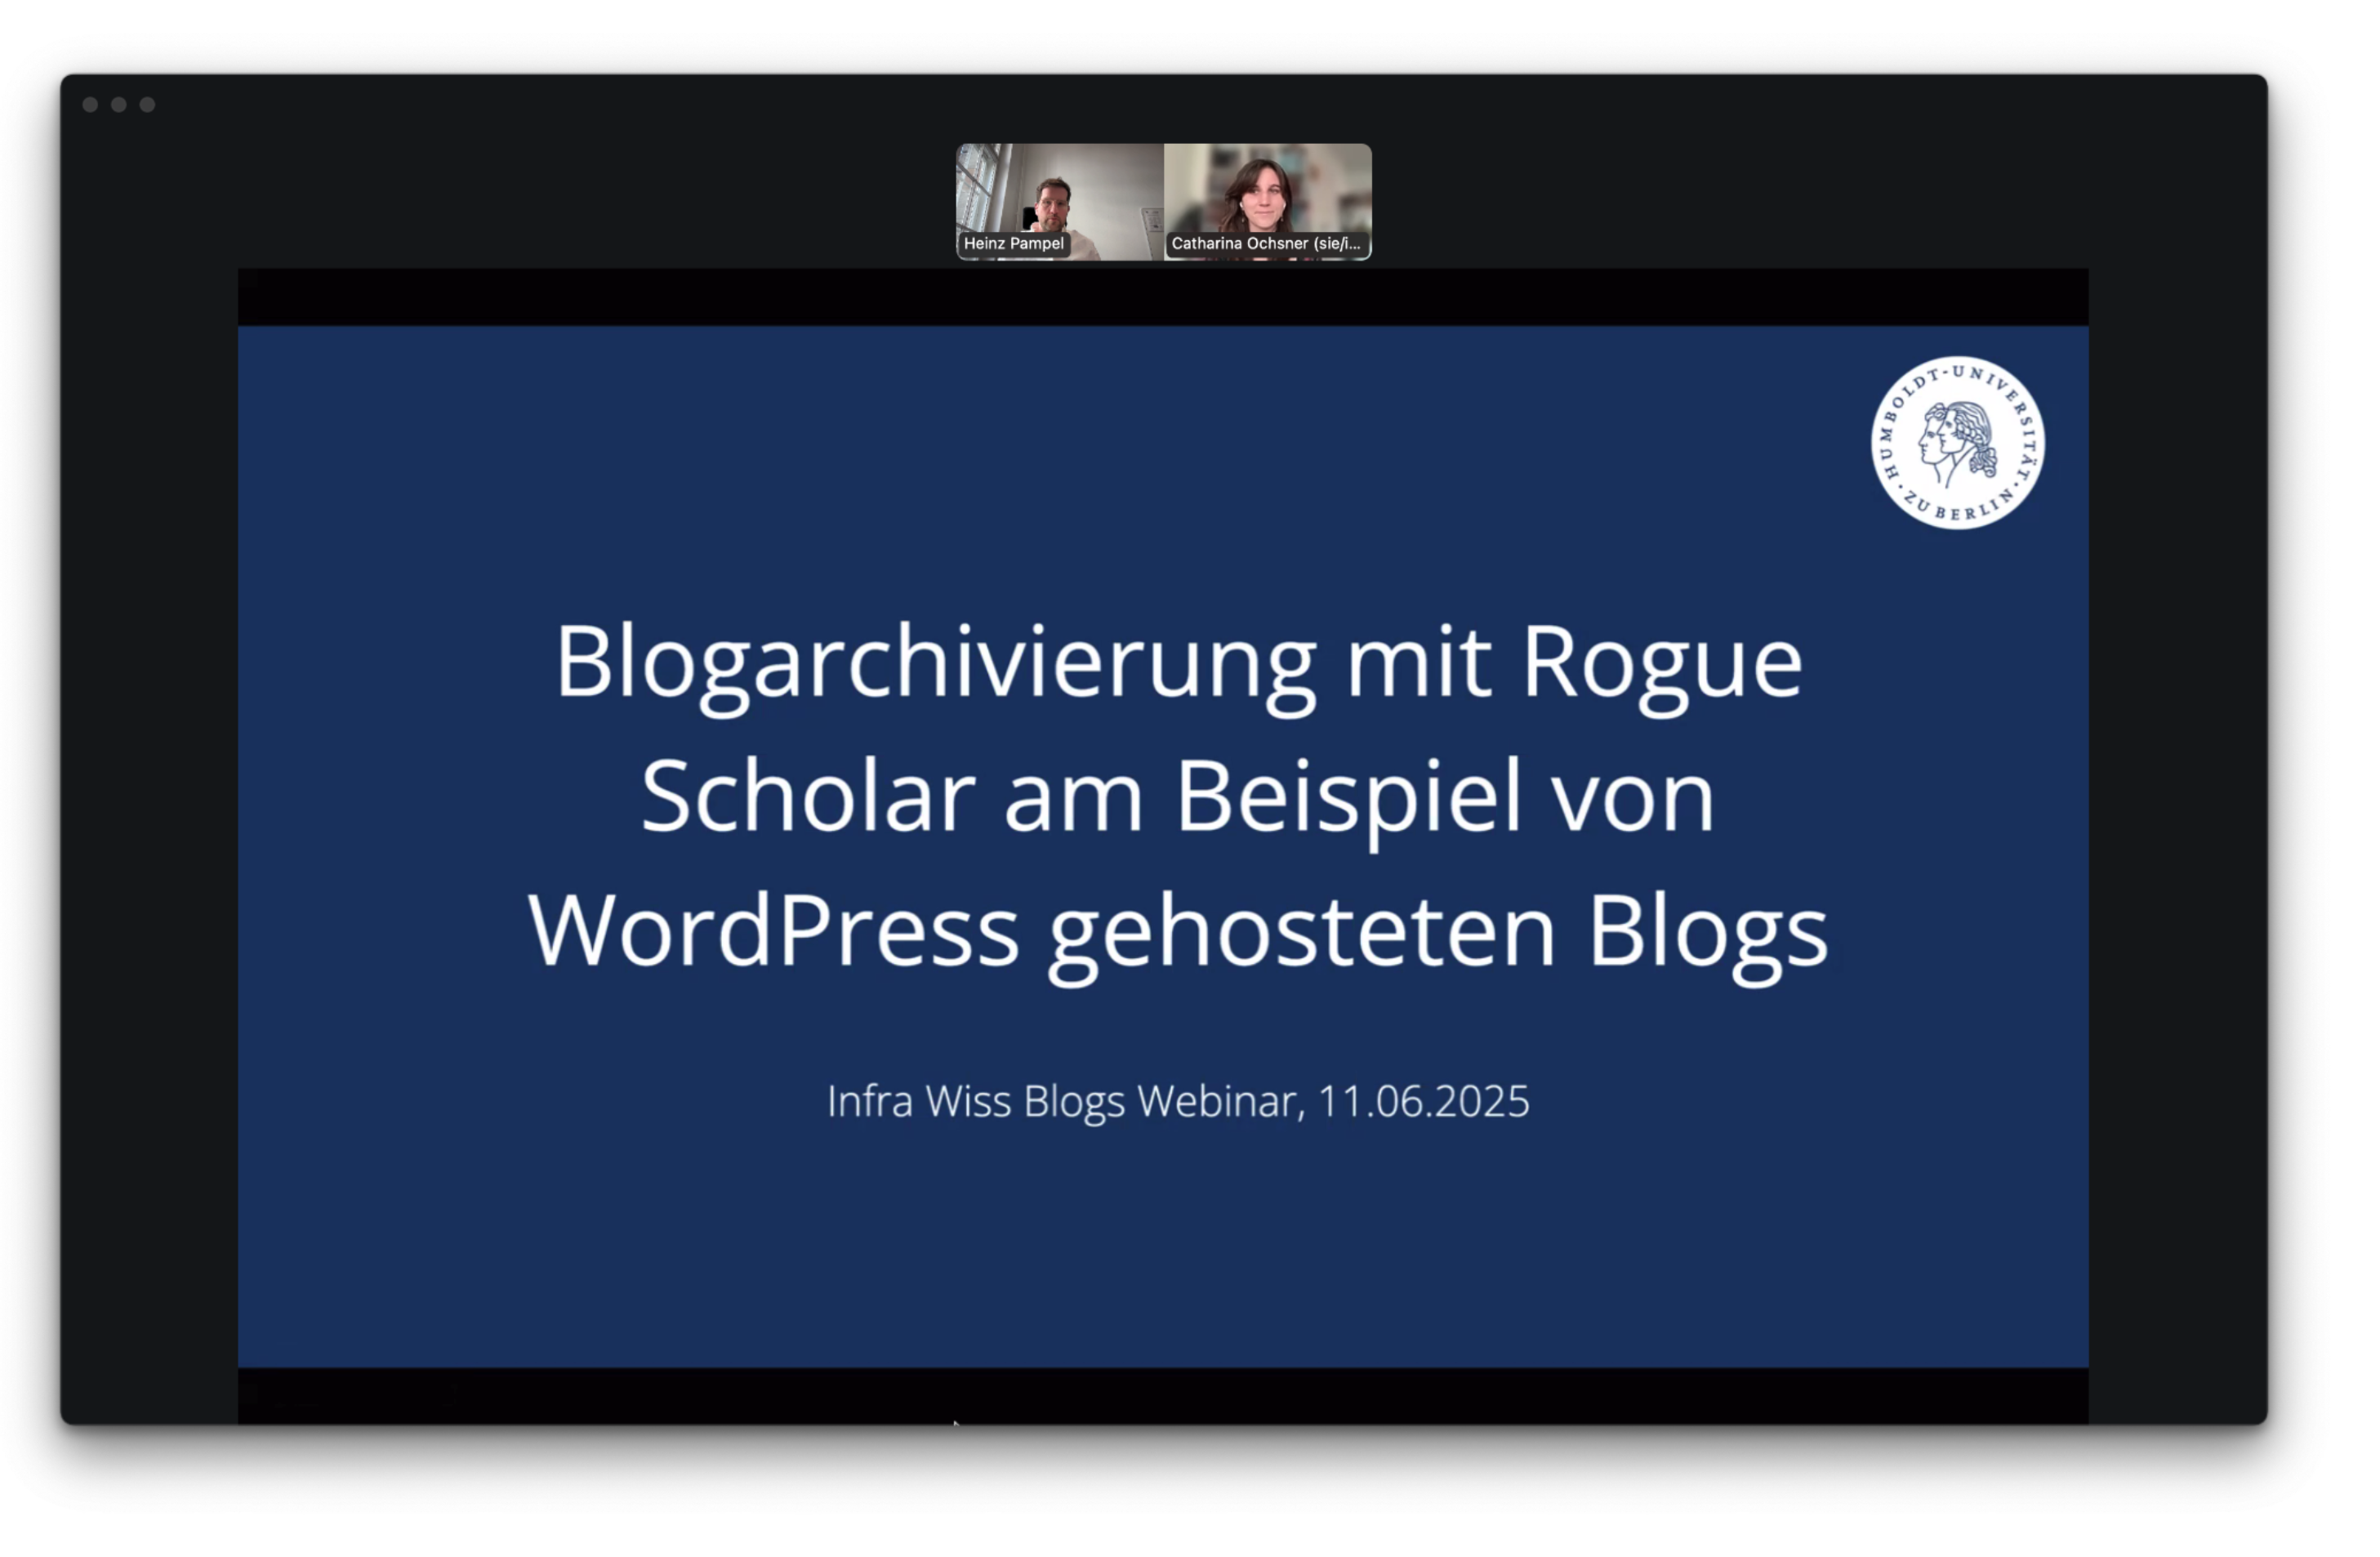 Heinz Pampel
Catharina Ochsner (sie/i...
HUMBOLDT-UNIVERSITÄT · ZU BERLIN ·
Blogarchivierung mit Rogue
Scholar am Beispiel von
WordPress gehosteten Blogs
Infra Wiss Blogs Webinar, 11.06.2025